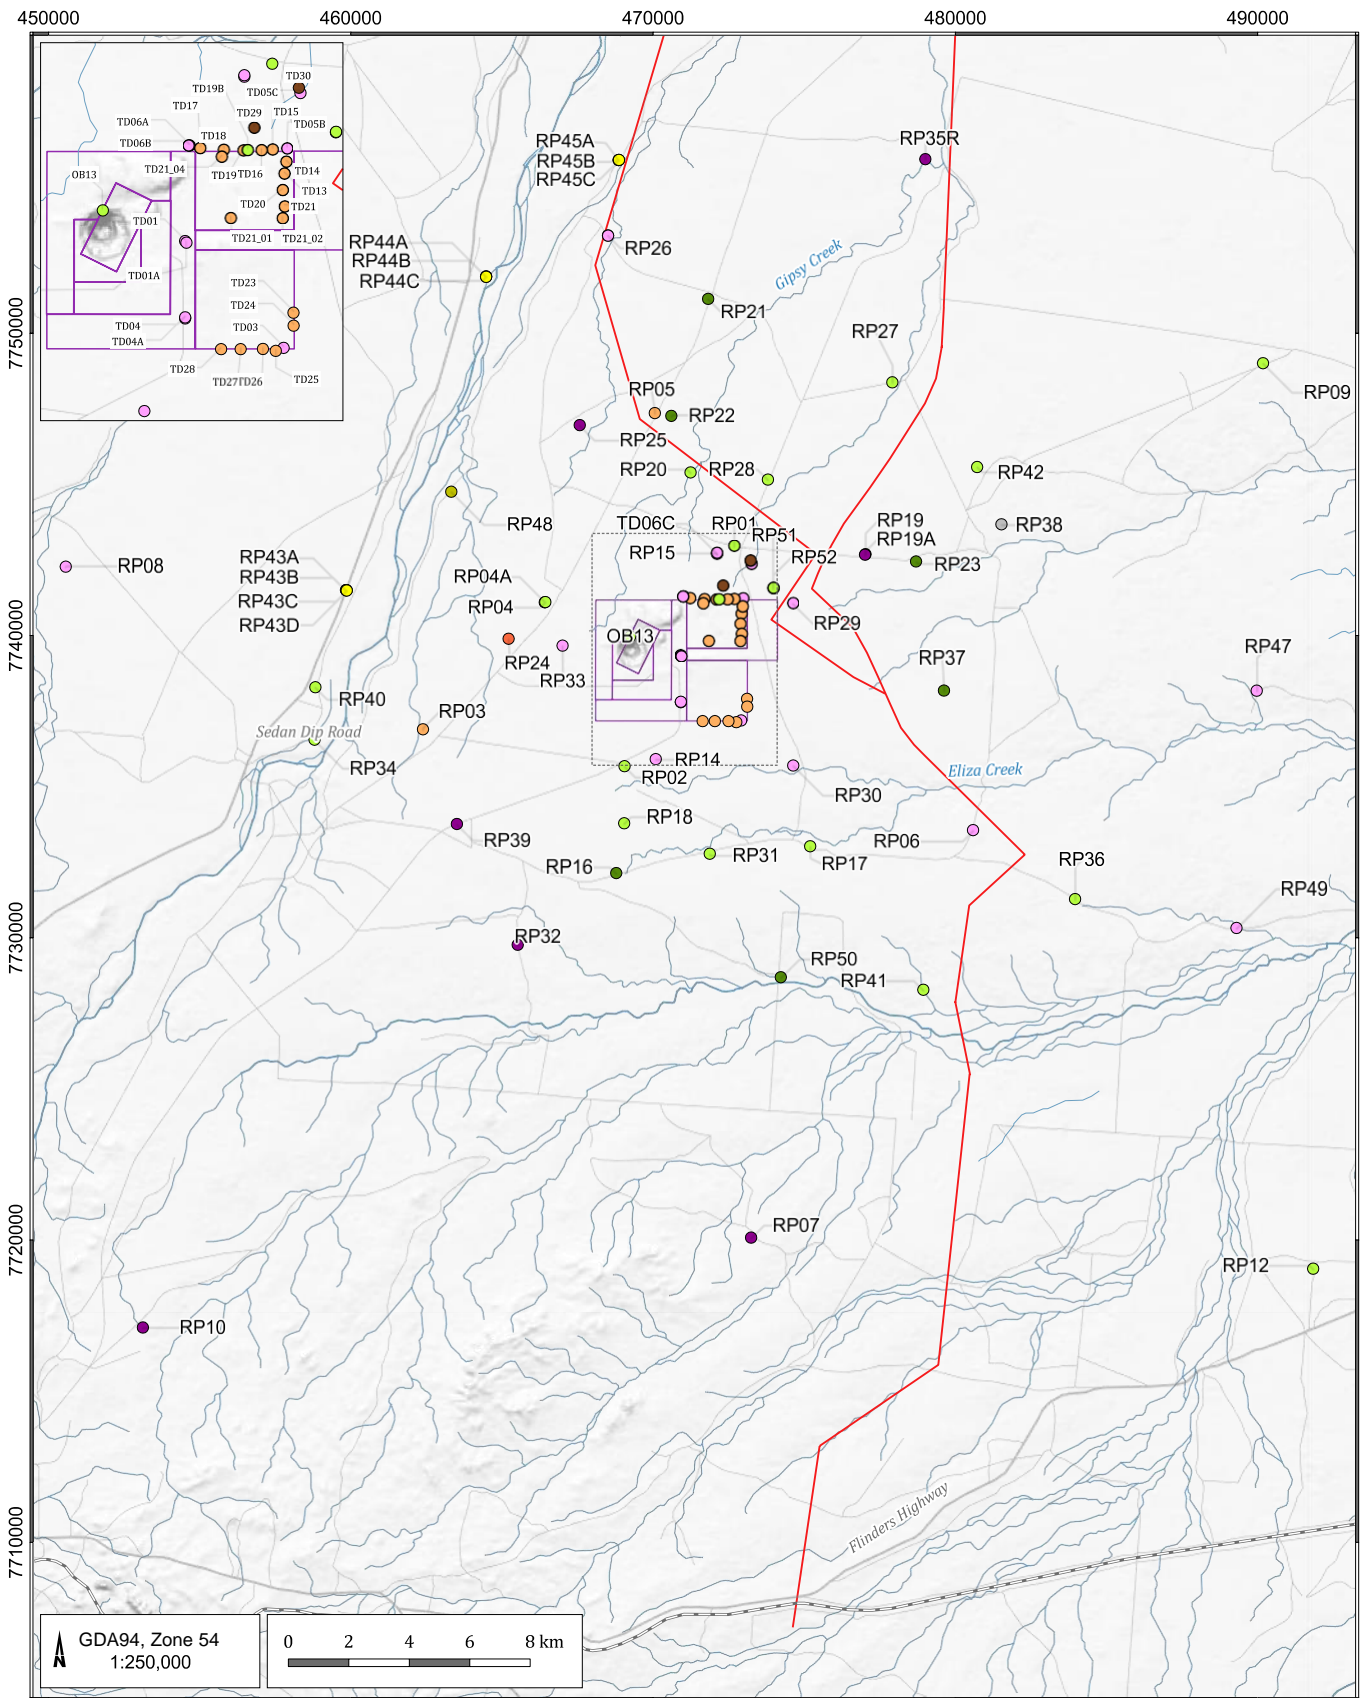 450000 460000 470000 480000 490000
7750000
7740000
7730000
7720000
7710000
TD30
TD19B
TD05C
TD17
TD29
TD15
TD06A
TD05B
TD18
TD06B
TD21_04
TD19
TD16
TD14
OB13
TD13
TD20
TD21
TD01
TD21_01
TD21_02
TD01A
TD23
TD24
TD04
TD03
TD04A
TD28
TD27
TD26
TD25
RP45A
RP45B
RP45C
RP35R
RP26
RP44A
RP44B
RP44C
Gipsy Creek
RP21
RP27
RP09
RP05
RP22
RP25
RP20
RP28
RP42
RP48
TD06C
RP01
RP51
RP19
RP19A
RP38
RP15
RP52
RP23
RP08
RP43A
RP43B
RP43C
RP43D
RP04A
RP04
RP29
OB13
RP24
RP33
RP37
RP47
RP40
RP03
Sedan Dip Road
RP34
RP14
RP02
Eliza Creek
RP30
RP18
RP39
RP06
RP31
RP17
RP16
RP36
RP49
RP32
RP50
RP41
RP07
RP12
RP10
Flinders Highway
N
GDA94, Zone 54
1:250,000
0 2 4 6 8 km